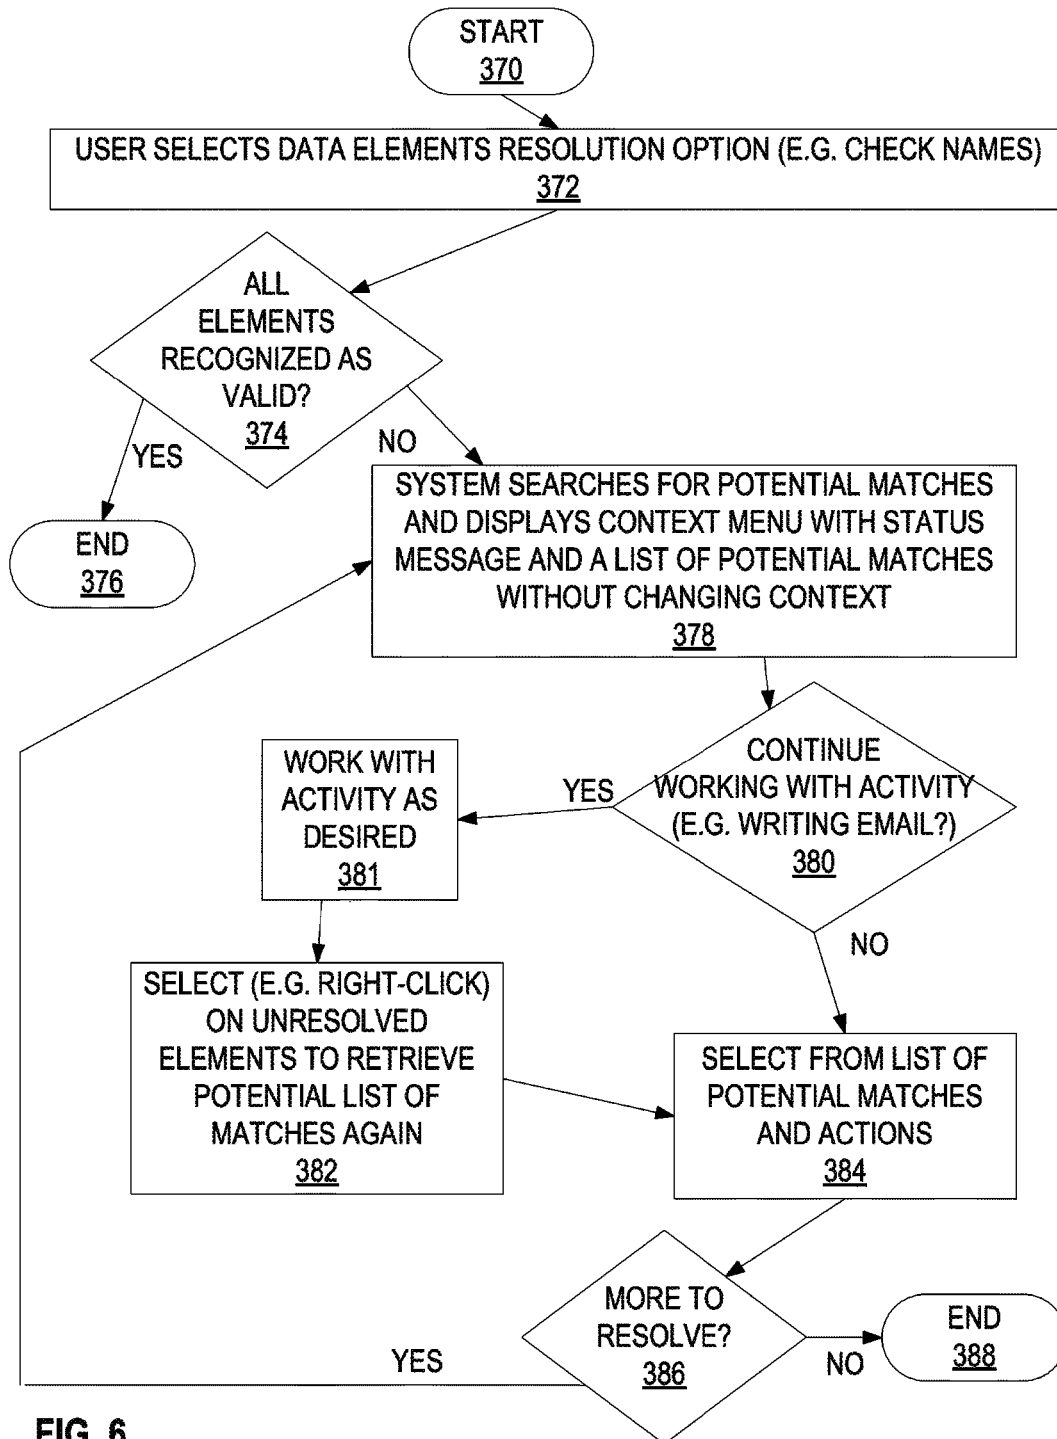 START
370
USER SELECTS DATA ELEMENTS RESOLUTION OPTION (E.G. CHECK NAMES)
372
ALL
ELEMENTS
RECOGNIZED AS
VALID?
374
YES
NO
END
376
SYSTEM SEARCHES FOR POTENTIAL MATCHES
AND DISPLAYS CONTEXT MENU WITH STATUS
MESSAGE AND A LIST OF POTENTIAL MATCHES
WITHOUT CHANGING CONTEXT
378
CONTINUE
WORKING WITH ACTIVITY
(E.G. WRITING EMAIL?)
380
YES
NO
WORK WITH
ACTIVITY AS
DESIRED
381
SELECT (E.G. RIGHT-CLICK)
ON UNRESOLVED
ELEMENTS TO RETRIEVE
POTENTIAL LIST OF
MATCHES AGAIN
382
SELECT FROM LIST OF
POTENTIAL MATCHES
AND ACTIONS
384
MORE TO
RESOLVE?
386
YES
NO
END
388
FIG. 6